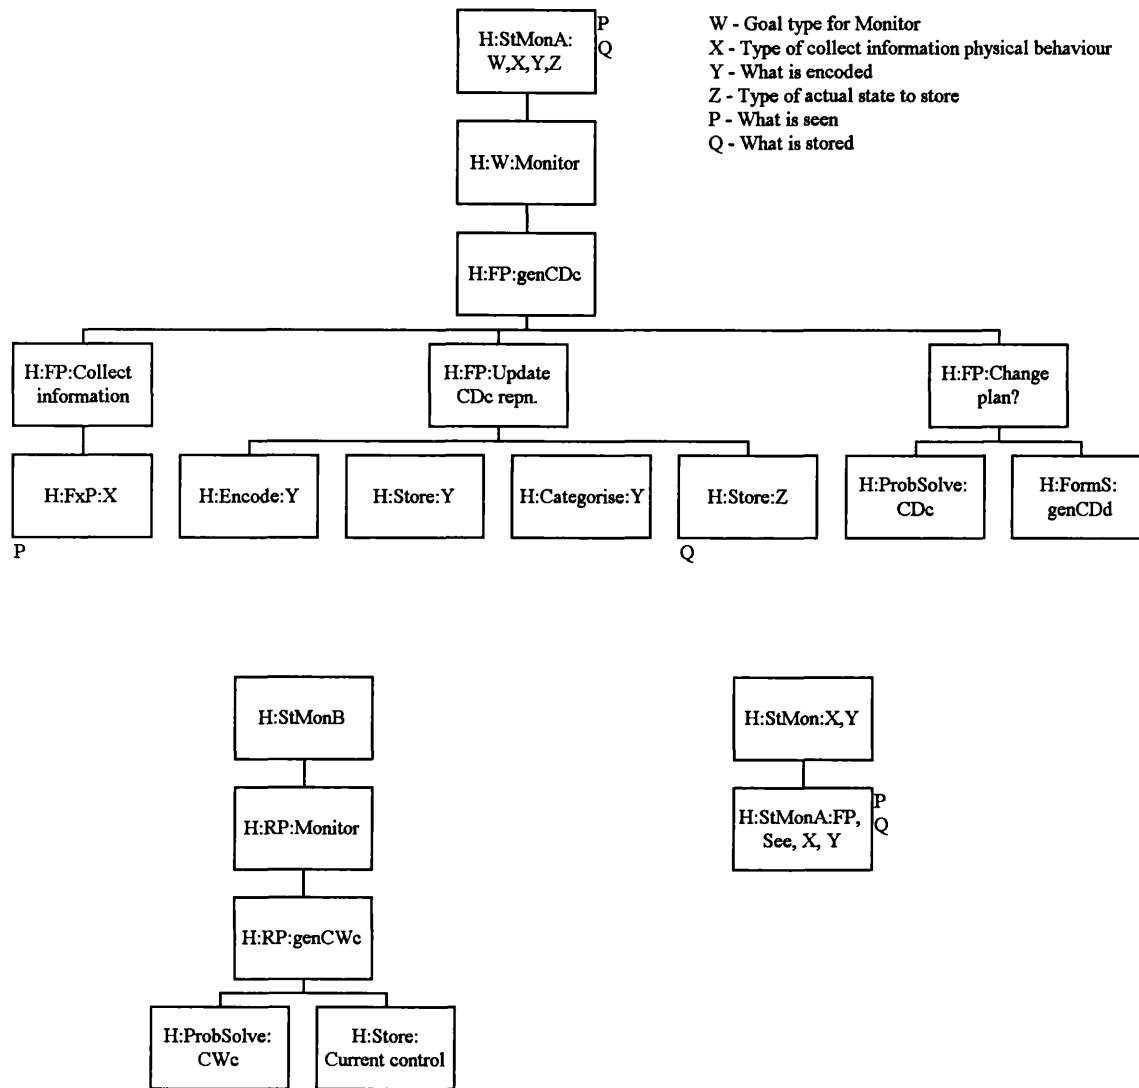 H:StMonA:
W,X,Y,Z
P
Q
W - Goal type for Monitor
X - Type of collect information physical behaviour
Y - What is encoded
Z - Type of actual state to store
P - What is seen
Q - What is stored
H:W:Monitor
H:FP:genCDc
H:FP:Collect
information
H:FP:Update
CDc repn.
H:FP:Change
plan?
H:FxP:X
H:Encode:Y
H:Store:Y
H:Categorise:Y
H:Store:Z
H:ProbSolve:
CDc
H:FormS:
genCDd
P
Q
H:StMonB
H:RP:Monitor
H:RP:genCWc
H:ProbSolve:
CWc
H:Store:
Current control
H:StMon:X,Y
H:StMonA:FP,
See, X, Y
P
Q